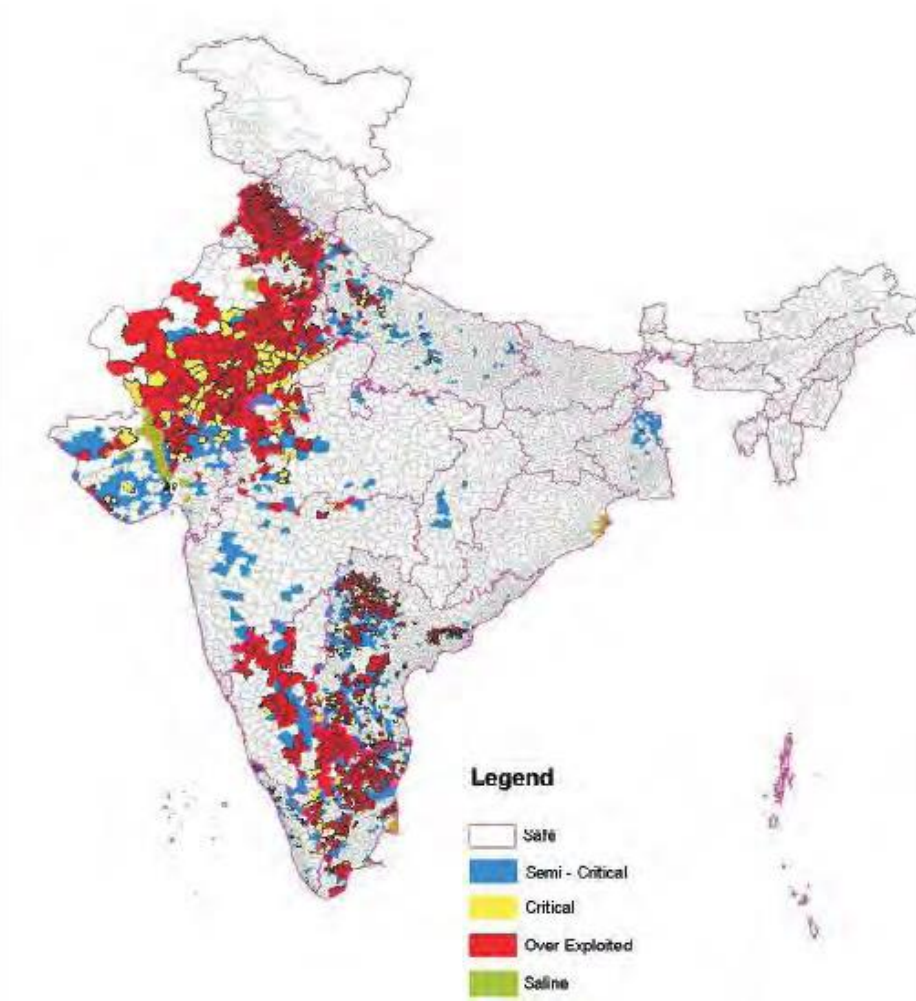 Legend
Safe
Semi - Critical
Critical
Over Exploited
Saline